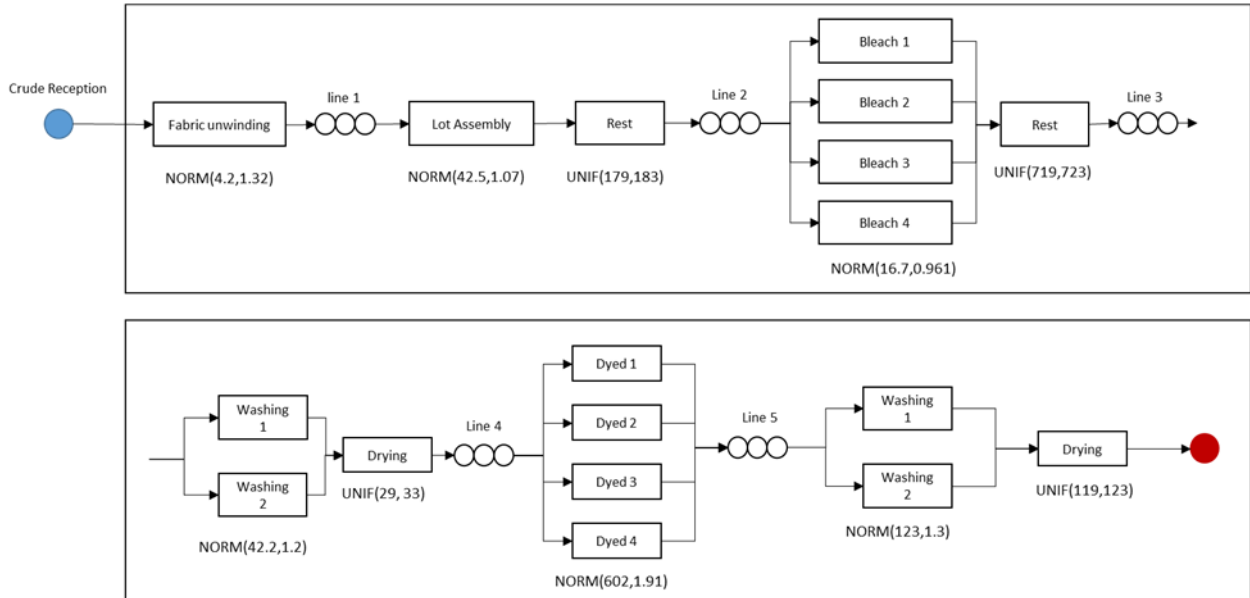 Crude Reception
Fabric unwinding
NORM(4.2,1.32)
line 1
Lot Assembly
NORM(42.5,1.07)
Rest
UNIF(179,183)
Line 2
Bleach 1
Bleach 2
Bleach 3
Bleach 4
NORM(16.7,0.961)
Rest
UNIF(719,723)
Line 3
Washing
1
Washing
2
NORM(42.2,1.2)
Drying
UNIF(29, 33)
Line 4
Dyed 1
Dyed 2
Dyed 3
Dyed 4
NORM(602,1.91)
Line 5
Washing
1
Washing
2
NORM(123,1.3)
Drying
UNIF(119,123)